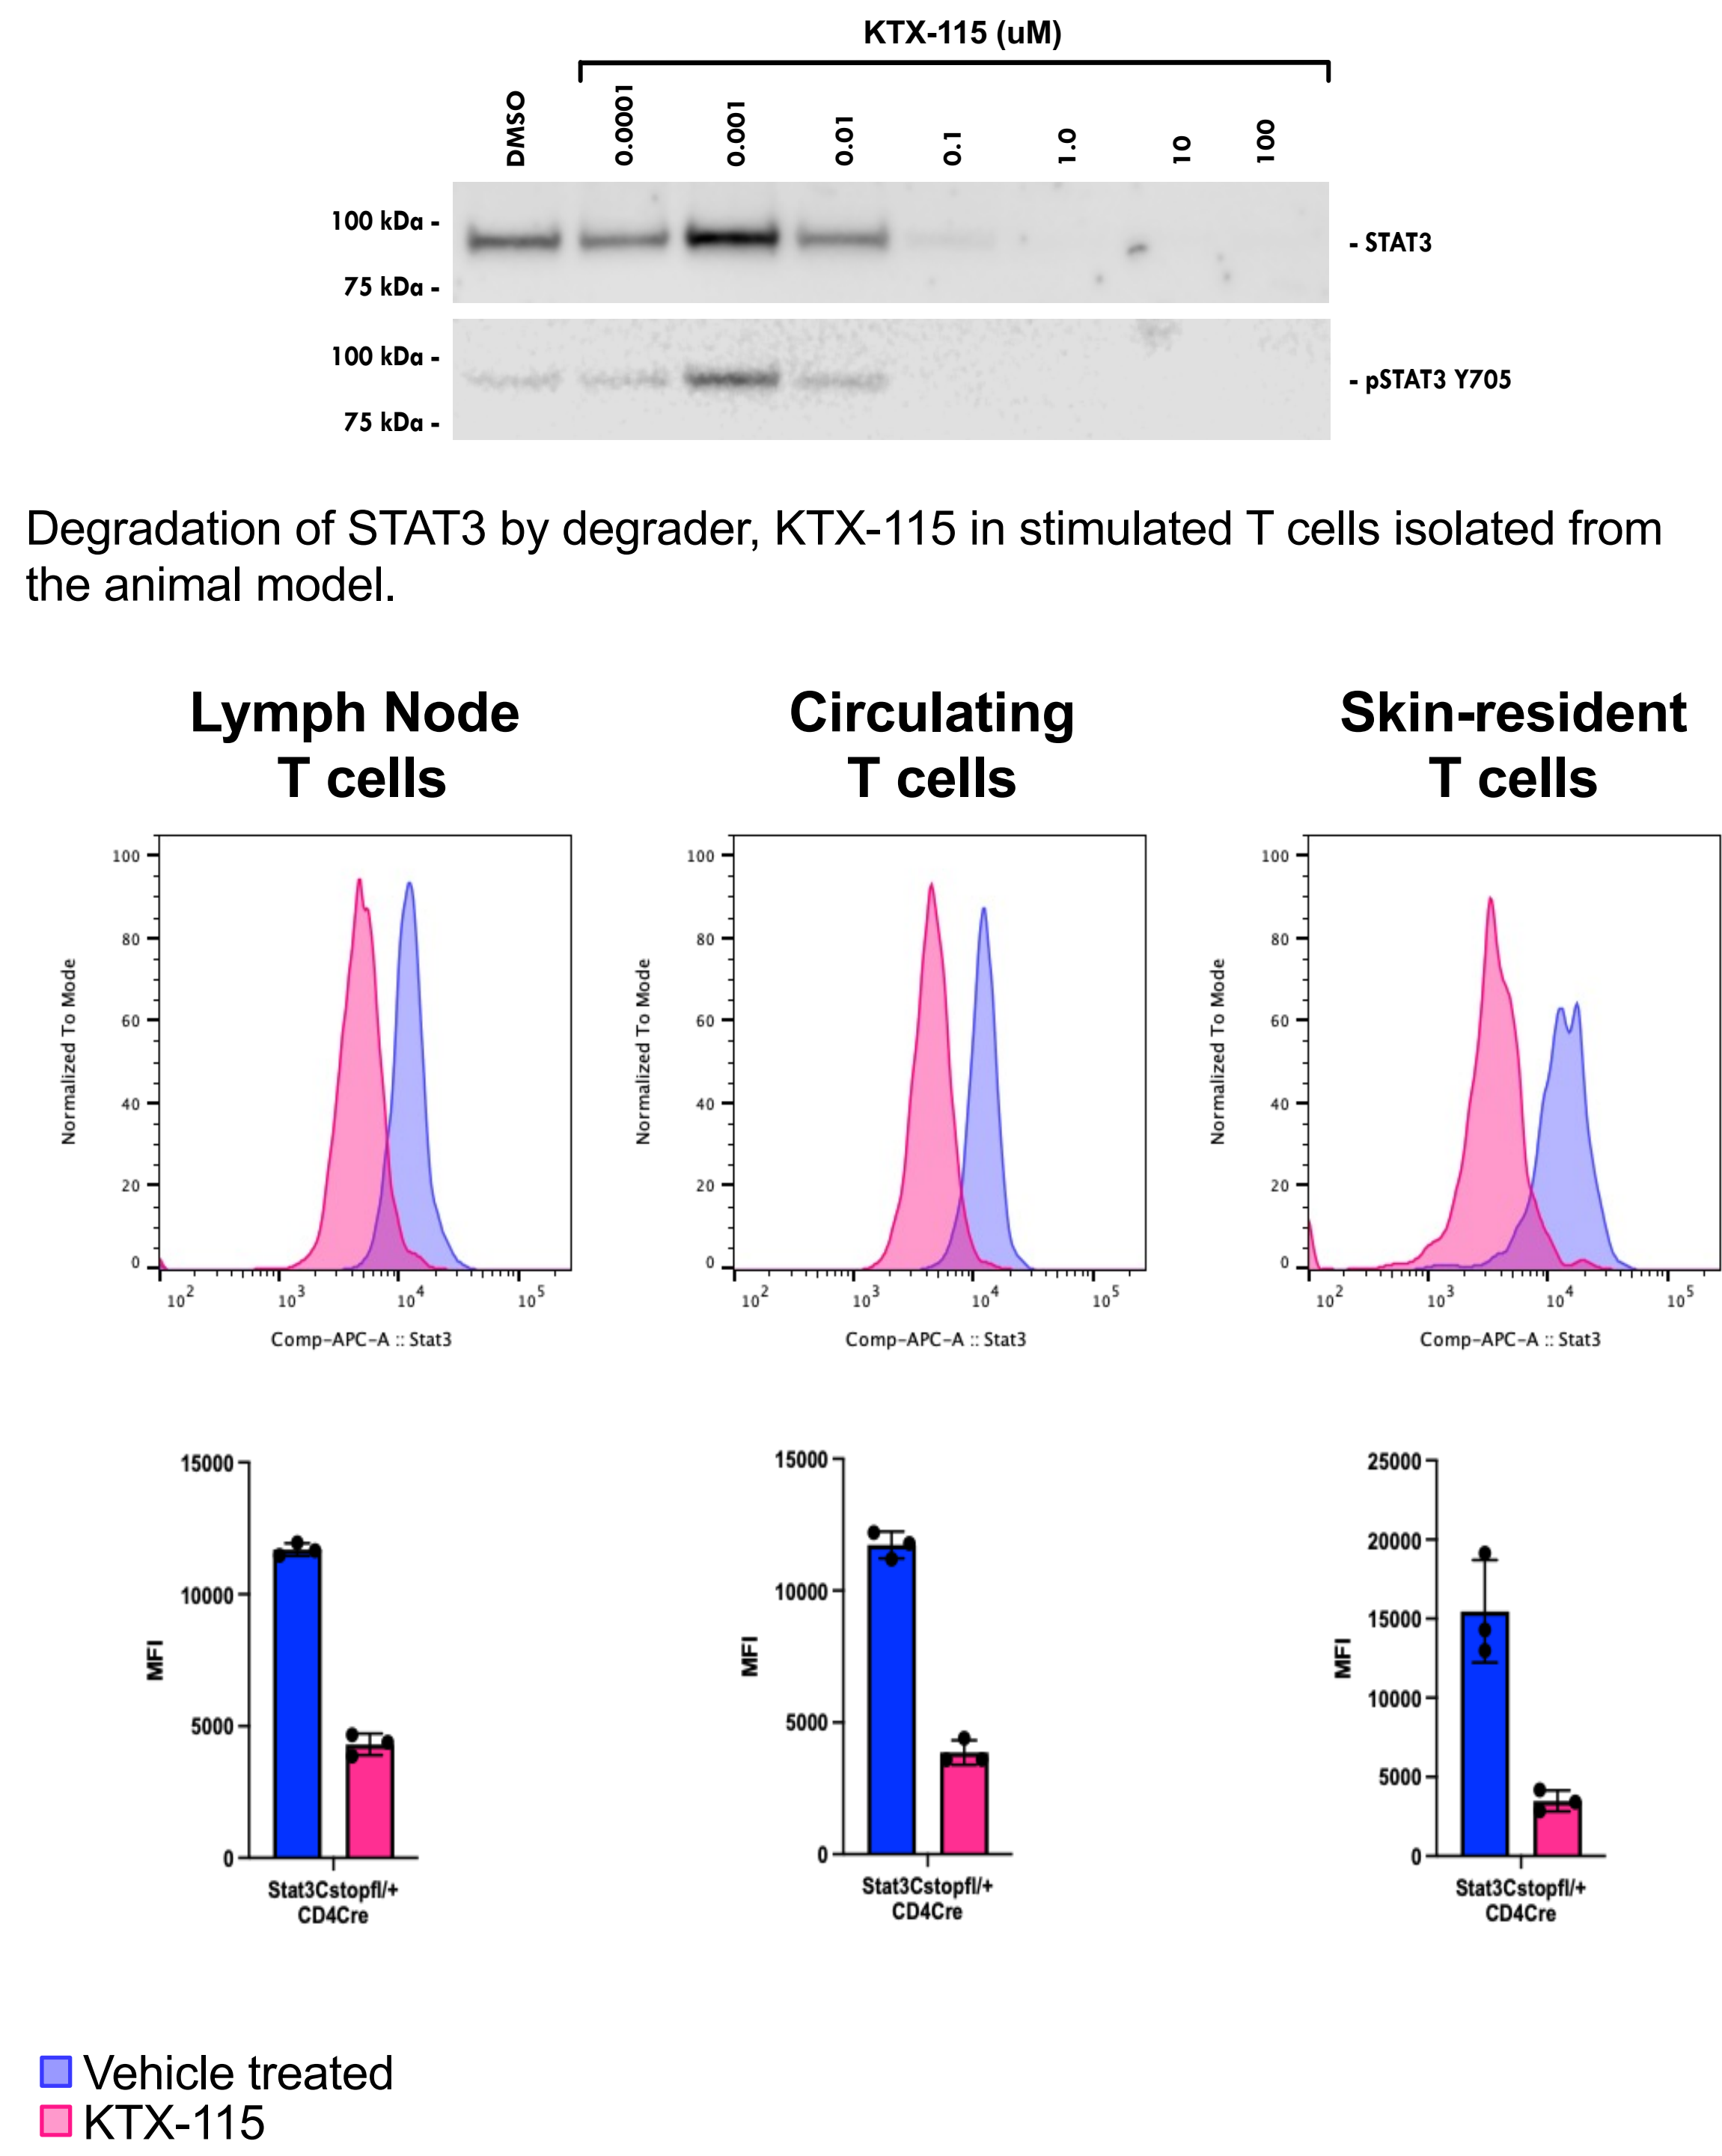 KTX-115 (uM)
DMSO
0.0001
0.001
0.01
0.1
1.0
10
100
100 kDa -
75 kDa -
- STAT3
100 kDa -
75 kDa -
- pSTAT3 Y705
Degradation of STAT3 by degrader, KTX-115 in stimulated T cells isolated from
the animal model.
Lymph Node
T cells
Circulating
T cells
Skin-resident
T cells
Normalized To Mode
100
80
60
40
20
0
10^2
10^3
10^4
10^5
Comp-APC-A :: Stat3
Normalized To Mode
100
80
60
40
20
0
10^2
10^3
10^4
10^5
Comp-APC-A :: Stat3
Normalized To Mode
100
80
60
40
20
0
10^2
10^3
10^4
10^5
Comp-APC-A :: Stat3
MFI
15000
10000
5000
0
Stat3Cstopfl/+
CD4Cre
MFI
15000
10000
5000
0
Stat3Cstopfl/+
CD4Cre
MFI
25000
20000
15000
10000
5000
0
Stat3Cstopfl/+
CD4Cre
Vehicle treated
KTX-115